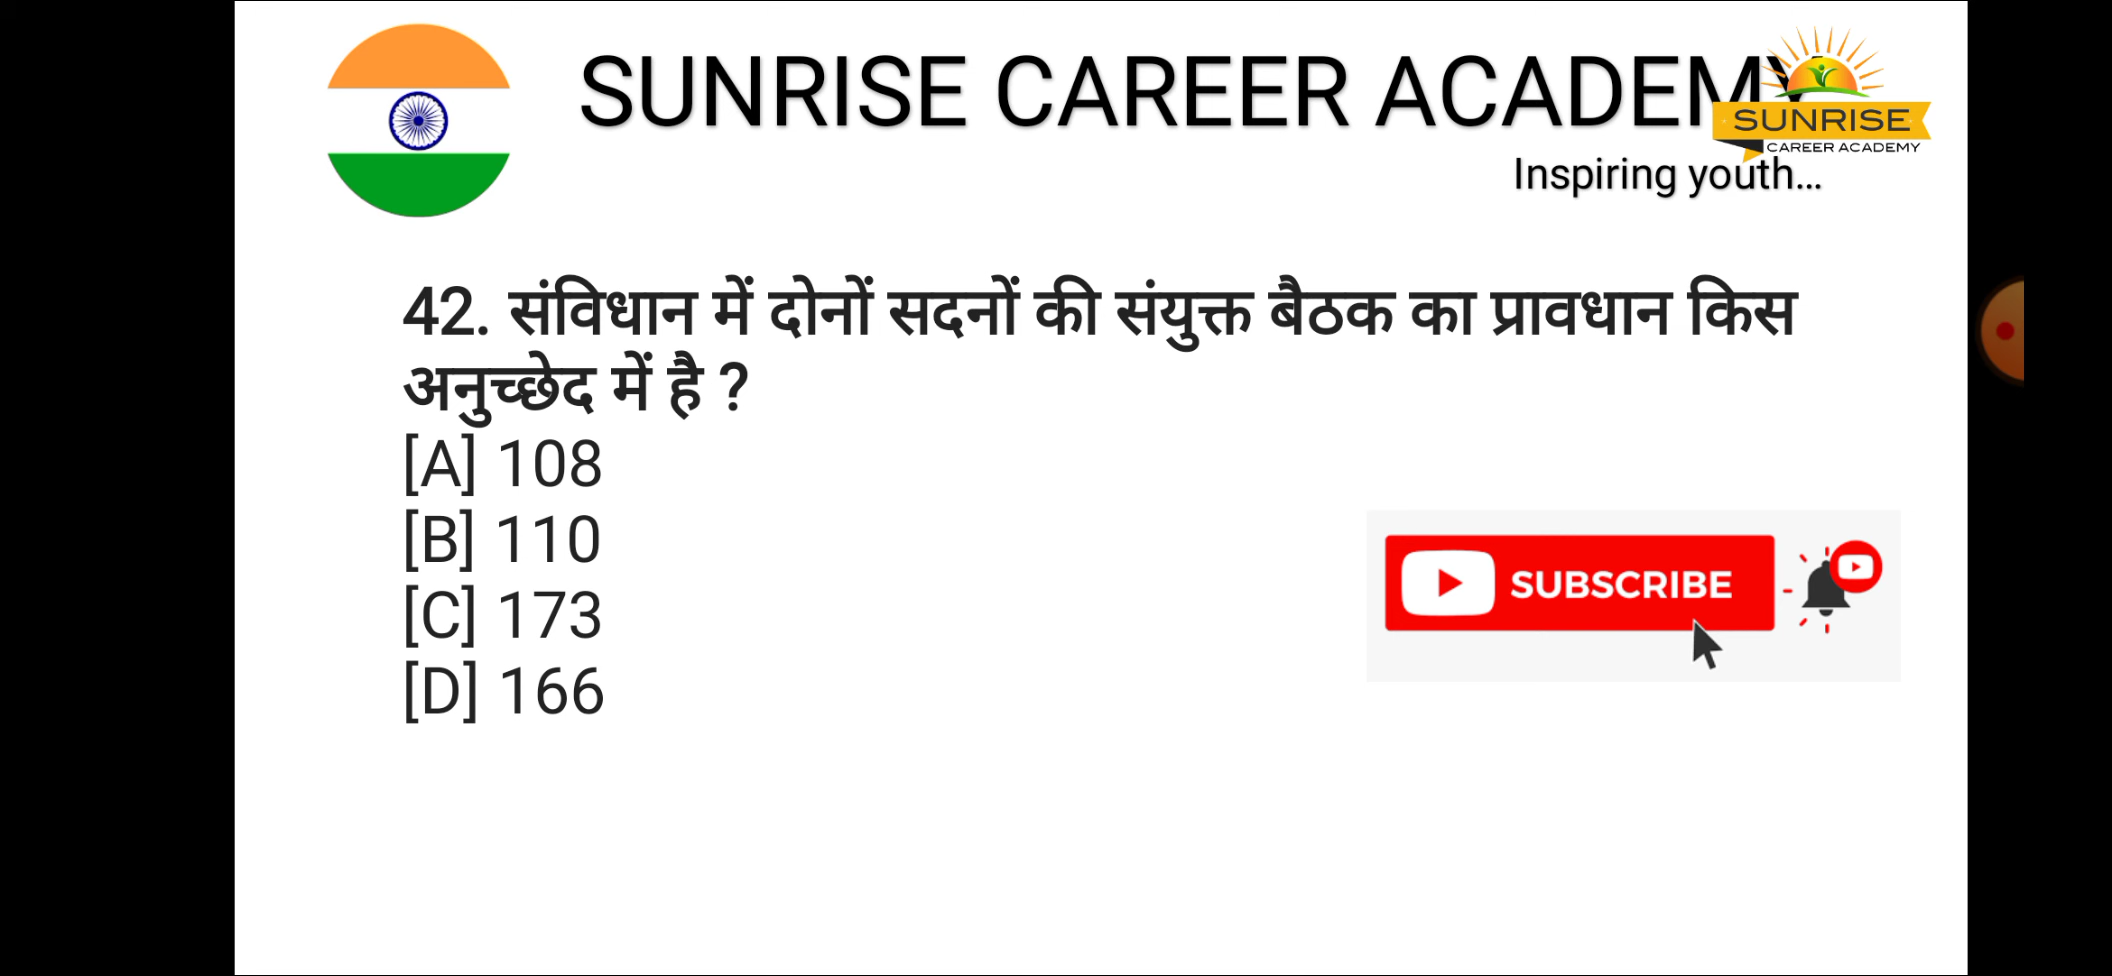 SUNRISE CAREER ACADEMY
SUNRISE
CAREER ACADEMY
Inspiring youth...
42. संविधान में दोनों सदनों की संयुक्त बैठक का प्रावधान किस
अनुच्छेद में है ?
[A] 108
[B] 110
[C] 173
[D] 166
SUBSCRIBE